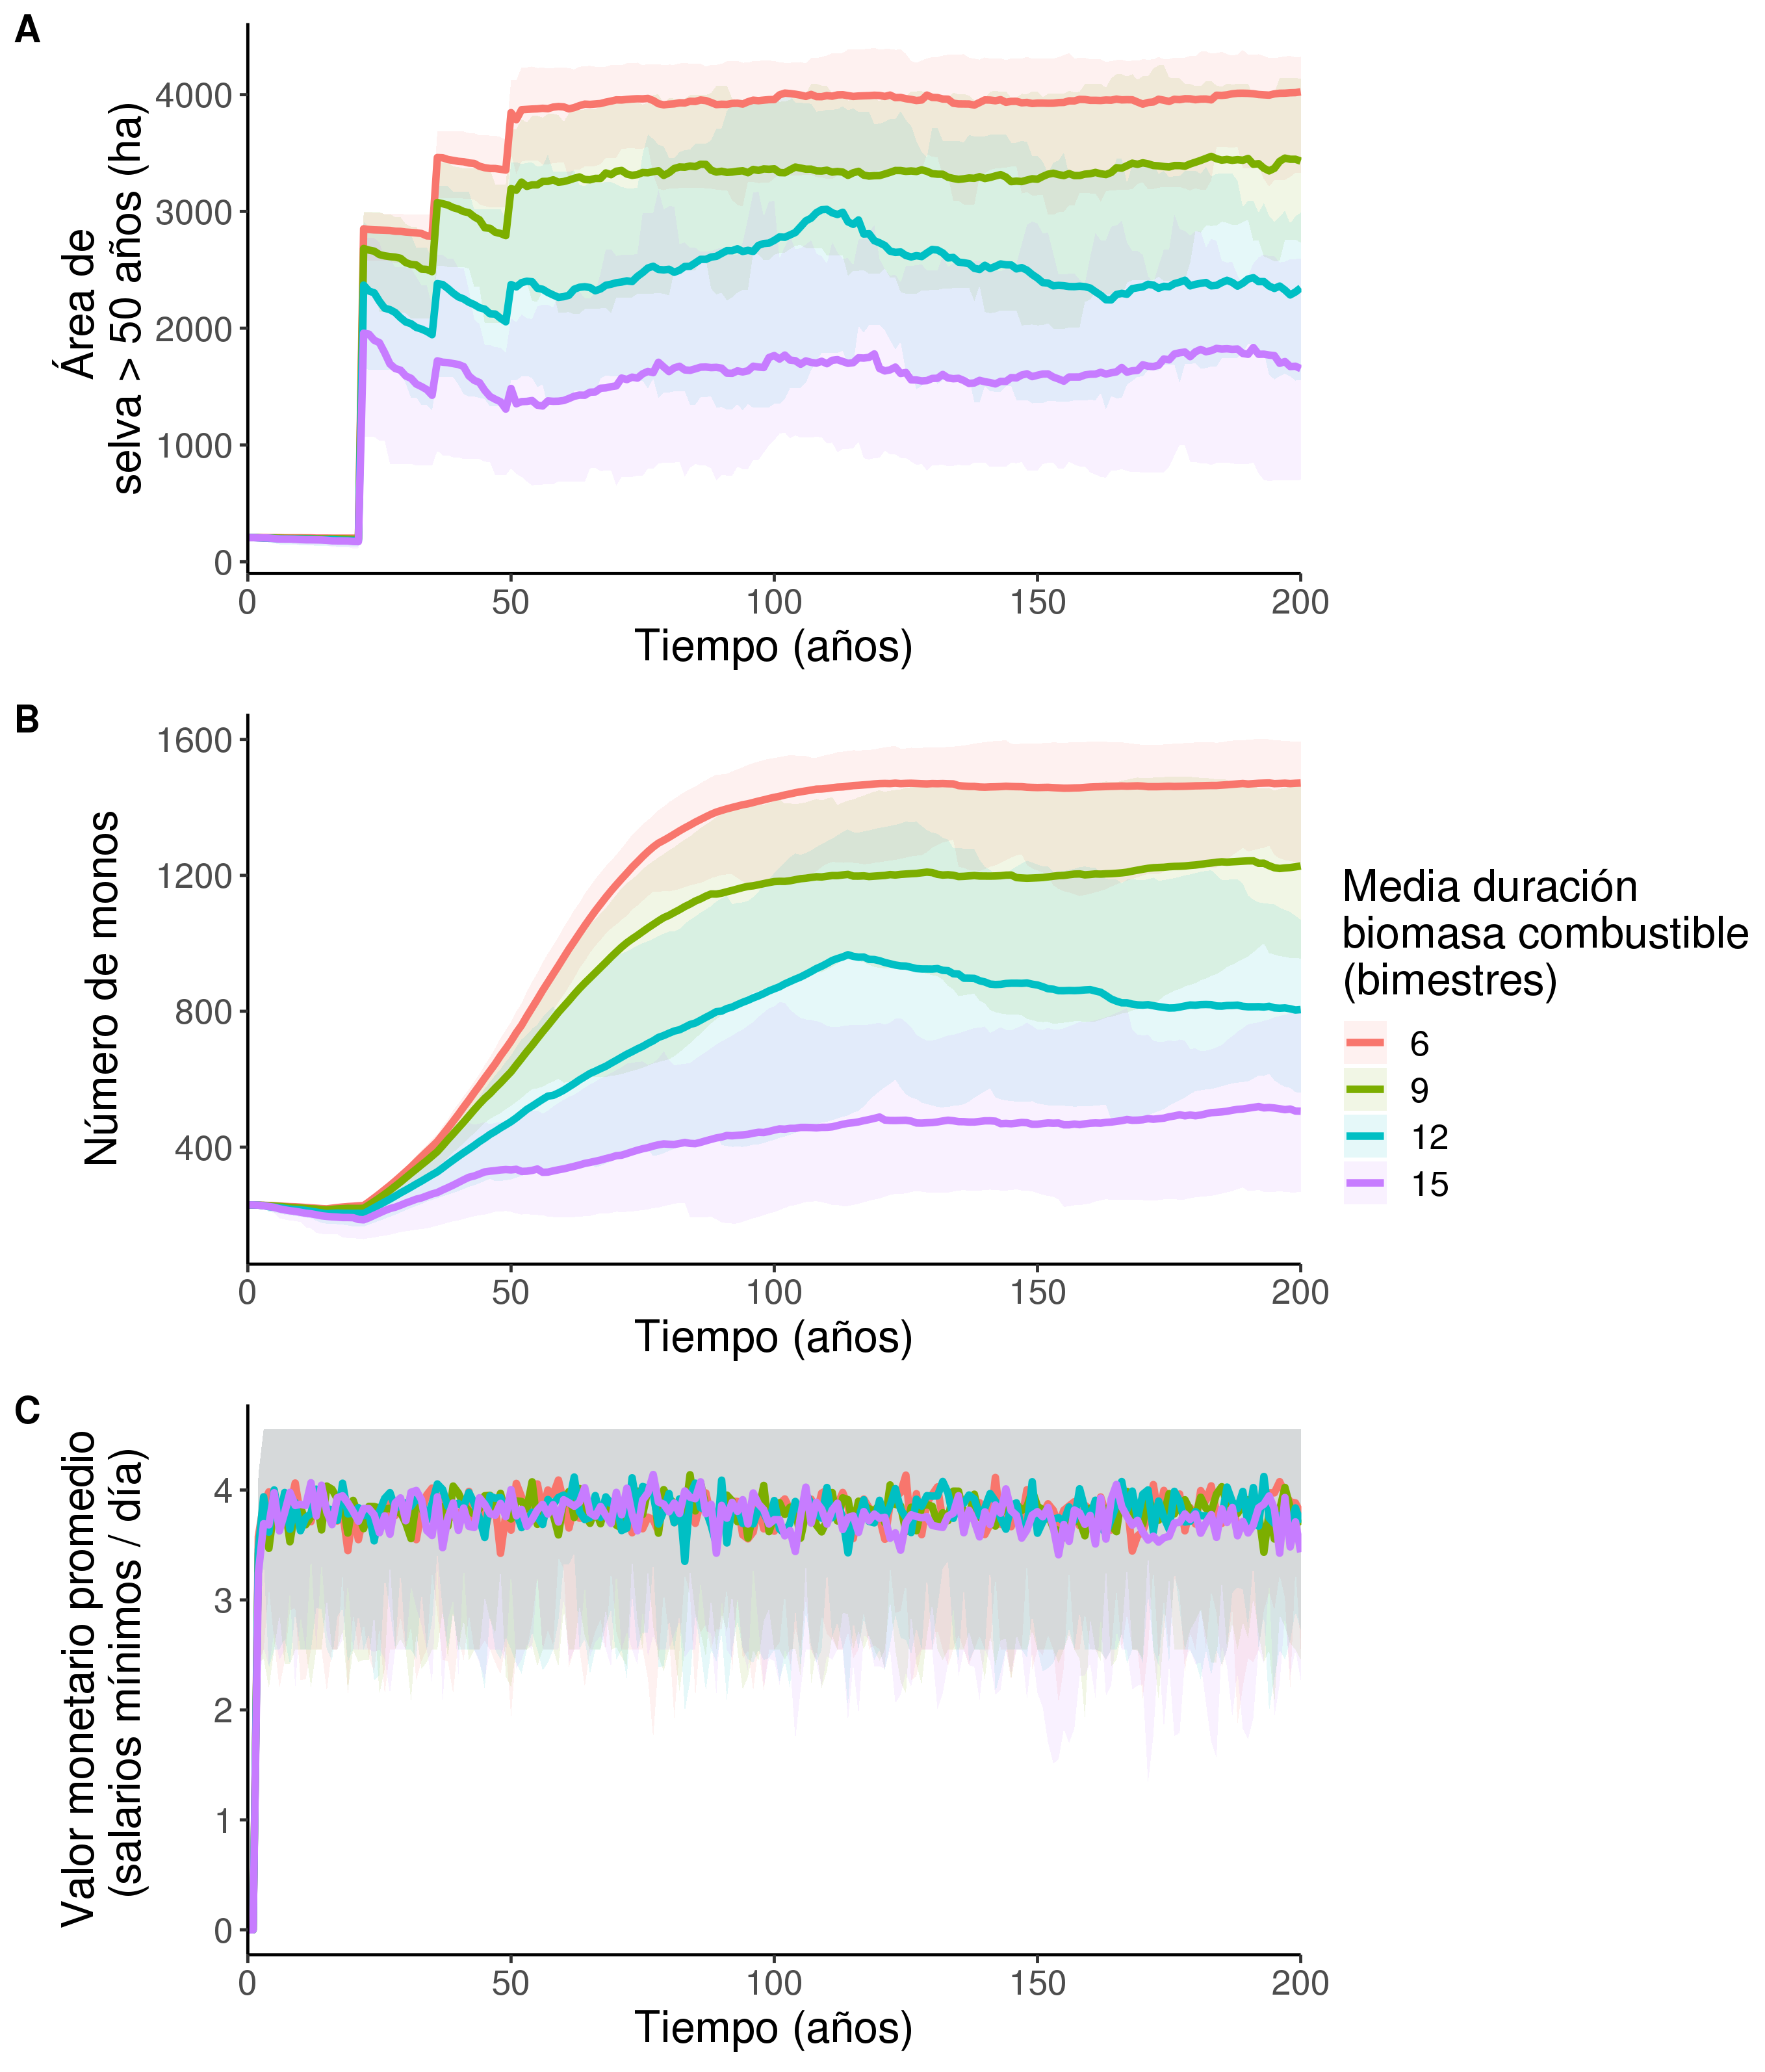 A
Área de
selva > 50 años (ha)
4000
3000
2000
1000
0
0 50 100 150 200
Tiempo (años)
B
Número de monos
1600
1200
800
400
0 50 100 150 200
Tiempo (años)
Media duración
biomasa combustible
(bimestres)
6
9
12
15
C
Valor monetario promedio
(salarios mínimos / día)
4
3
2
1
0
0 50 100 150 200
Tiempo (años)